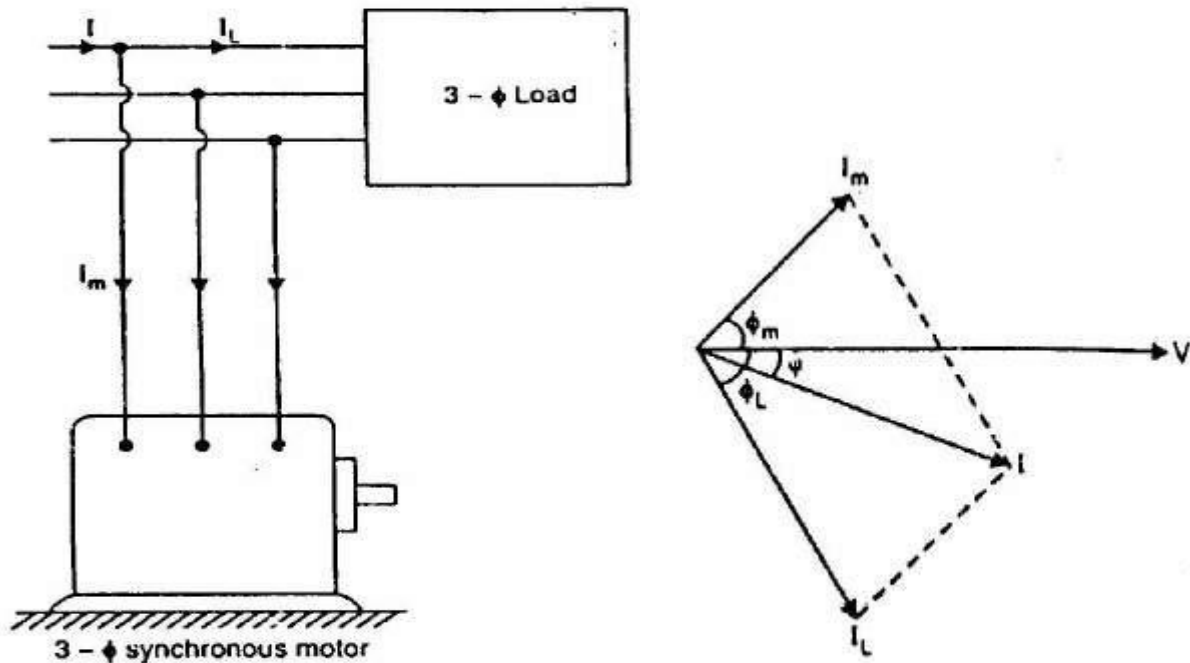 I
I_L
3 - ϕ Load
I_m
3 - ϕ synchronous motor
I_m
ϕ_m
V
ψ
ϕ_L
I
I_L